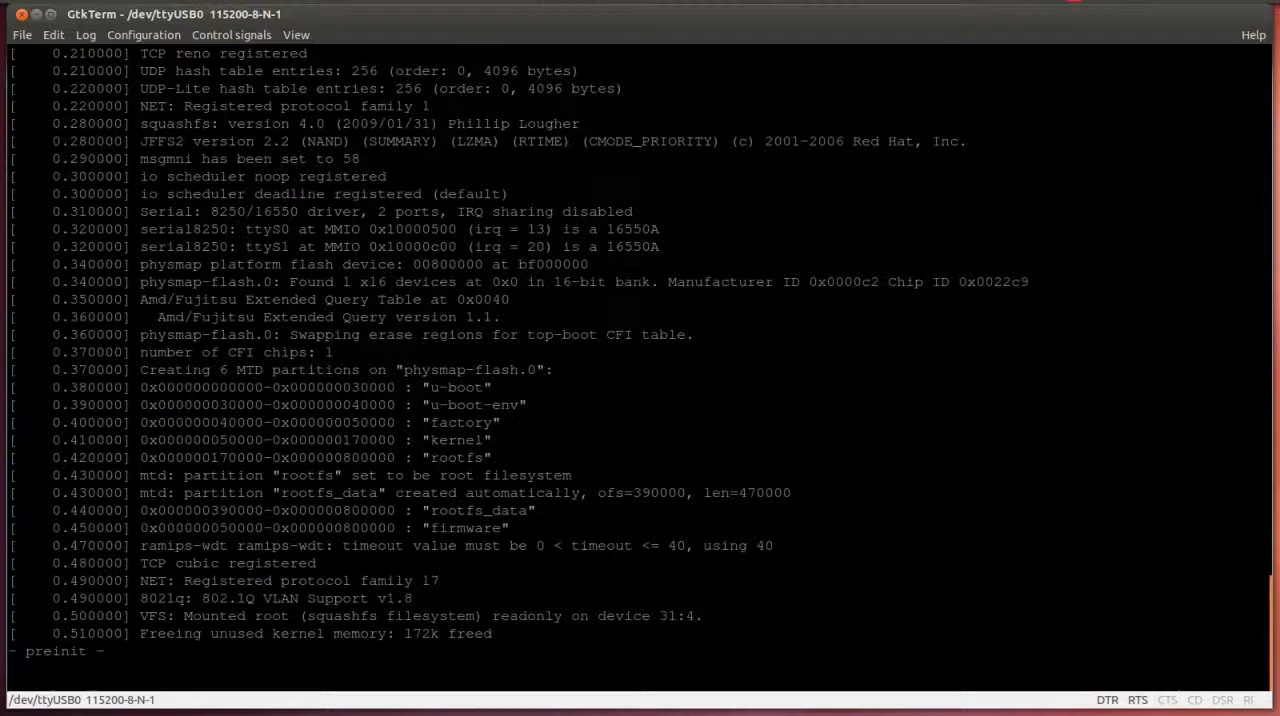 GtkTerm - /dev/ttyUSB0 115200-8-N-1
File Edit Log Configuration Control signals View Help
[ 0.210000] TCP reno registered
[ 0.210000] UDP hash table entries: 256 (order: 0, 4096 bytes)
[ 0.220000] UDP-Lite hash table entries: 256 (order: 0, 4096 bytes)
[ 0.220000] NET: Registered protocol family 1
[ 0.280000] squashfs: version 4.0 (2009/01/31) Phillip Lougher
[ 0.280000] JFFS2 version 2.2 (NAND) (SUMMARY) (LZMA) (RTIME) (CMODE_PRIORITY) (c) 2001-2006 Red Hat, Inc.
[ 0.290000] msgmni has been set to 58
[ 0.300000] io scheduler noop registered
[ 0.300000] io scheduler deadline registered (default)
[ 0.310000] Serial: 8250/16550 driver, 2 ports, IRQ sharing disabled
[ 0.320000] serial8250: ttyS0 at MMIO 0x10000500 (irq = 13) is a 16550A
[ 0.320000] serial8250: ttyS1 at MMIO 0x10000c00 (irq = 20) is a 16550A
[ 0.340000] physmap platform flash device: 00800000 at bf000000
[ 0.340000] physmap-flash.0: Found 1 x16 devices at 0x0 in 16-bit bank. Manufacturer ID 0x0000c2 Chip ID 0x0022c9
[ 0.350000] Amd/Fujitsu Extended Query Table at 0x0040
[ 0.360000]   Amd/Fujitsu Extended Query version 1.1.
[ 0.360000] physmap-flash.0: Swapping erase regions for top-boot CFI table.
[ 0.370000] number of CFI chips: 1
[ 0.370000] Creating 6 MTD partitions on "physmap-flash.0":
[ 0.380000] 0x000000000000-0x000000030000 : "u-boot"
[ 0.390000] 0x000000030000-0x000000040000 : "u-boot-env"
[ 0.400000] 0x000000040000-0x000000050000 : "factory"
[ 0.410000] 0x000000050000-0x000000170000 : "kernel"
[ 0.420000] 0x000000170000-0x000000800000 : "rootfs"
[ 0.430000] mtd: partition "rootfs" set to be root filesystem
[ 0.430000] mtd: partition "rootfs_data" created automatically, ofs=390000, len=470000
[ 0.440000] 0x000000390000-0x000000800000 : "rootfs_data"
[ 0.450000] 0x000000050000-0x000000800000 : "firmware"
[ 0.470000] ramips-wdt ramips-wdt: timeout value must be 0 < timeout <= 40, using 40
[ 0.480000] TCP cubic registered
[ 0.490000] NET: Registered protocol family 17
[ 0.490000] 8021q: 802.1Q VLAN Support v1.8
[ 0.500000] VFS: Mounted root (squashfs filesystem) readonly on device 31:4.
[ 0.510000] Freeing unused kernel memory: 172k freed
- preinit -
/dev/ttyUSB0 115200-8-N-1 DTR RTS CTS CD DSR RI